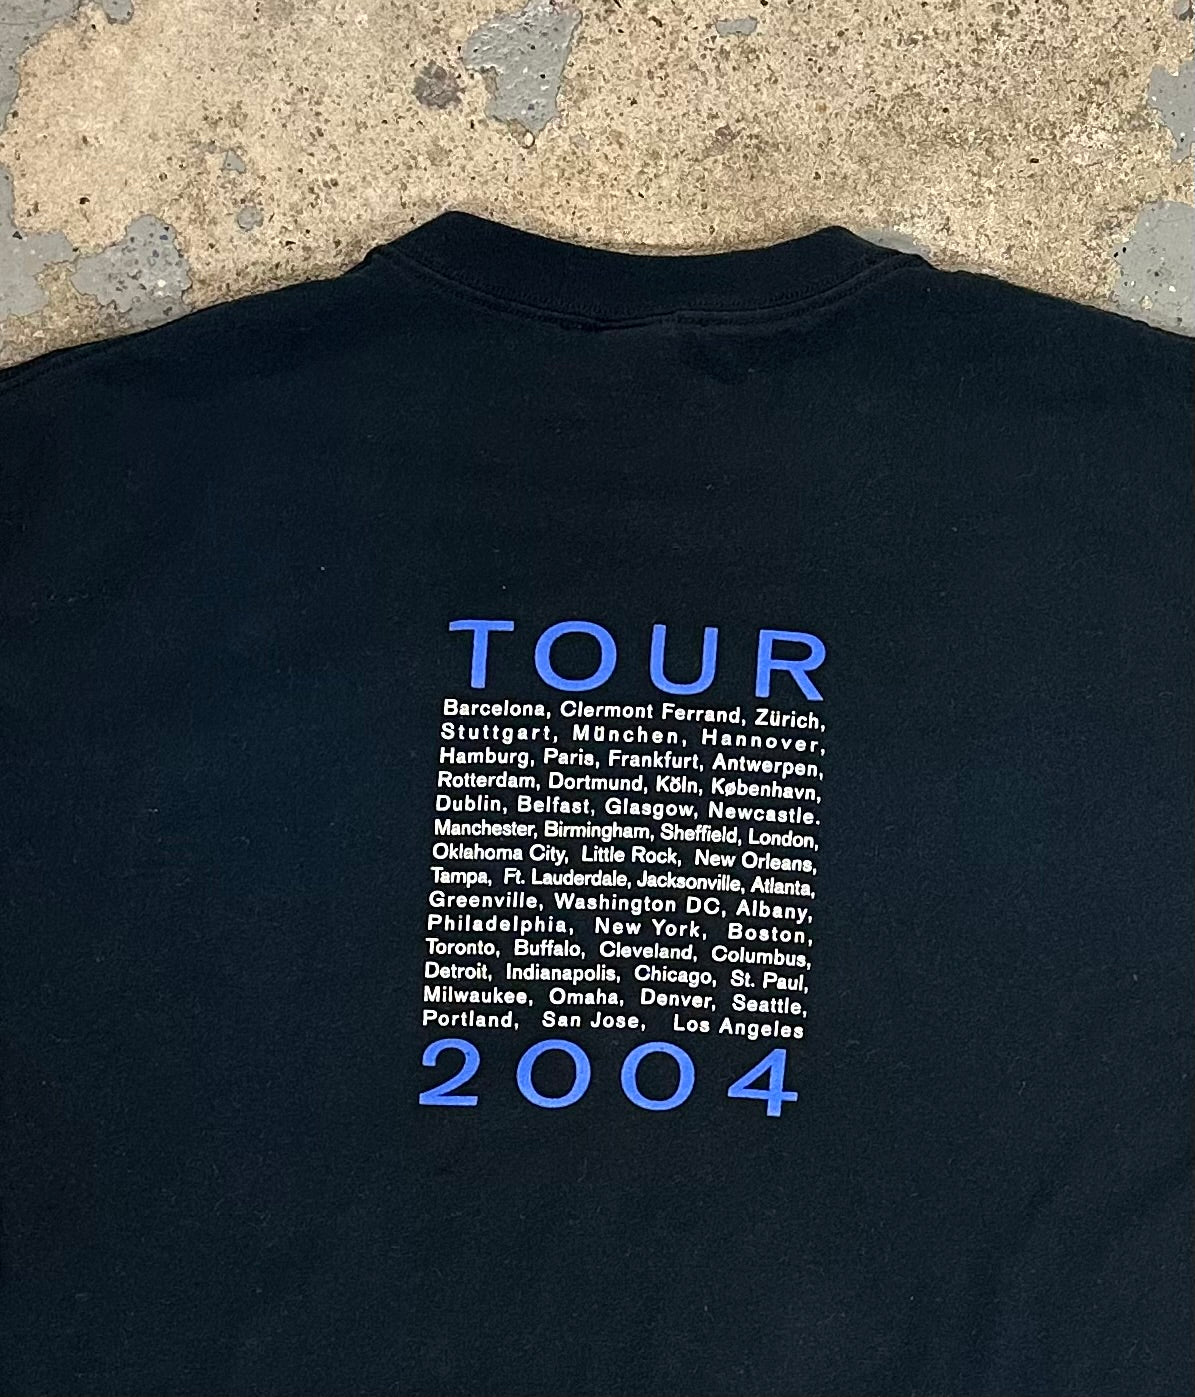 TOUR
Barcelona, Clermont Ferrand, Zürich,
Stuttgart, München, Hannover,
Hamburg, Paris, Frankfurt, Antwerpen,
Rotterdam, Dortmund, Köln, København,
Dublin, Belfast, Glasgow, Newcastle.
Manchester, Birmingham, Sheffield, London,
Oklahoma City, Little Rock, New Orleans,
Tampa, Ft. Lauderdale, Jacksonville, Atlanta,
Greenville, Washington DC, Albany,
Philadelphia, New York, Boston,
Toronto, Buffalo, Cleveland, Columbus,
Detroit, Indianapolis, Chicago, St. Paul,
Milwaukee, Omaha, Denver, Seattle,
Portland, San Jose, Los Angeles
2004